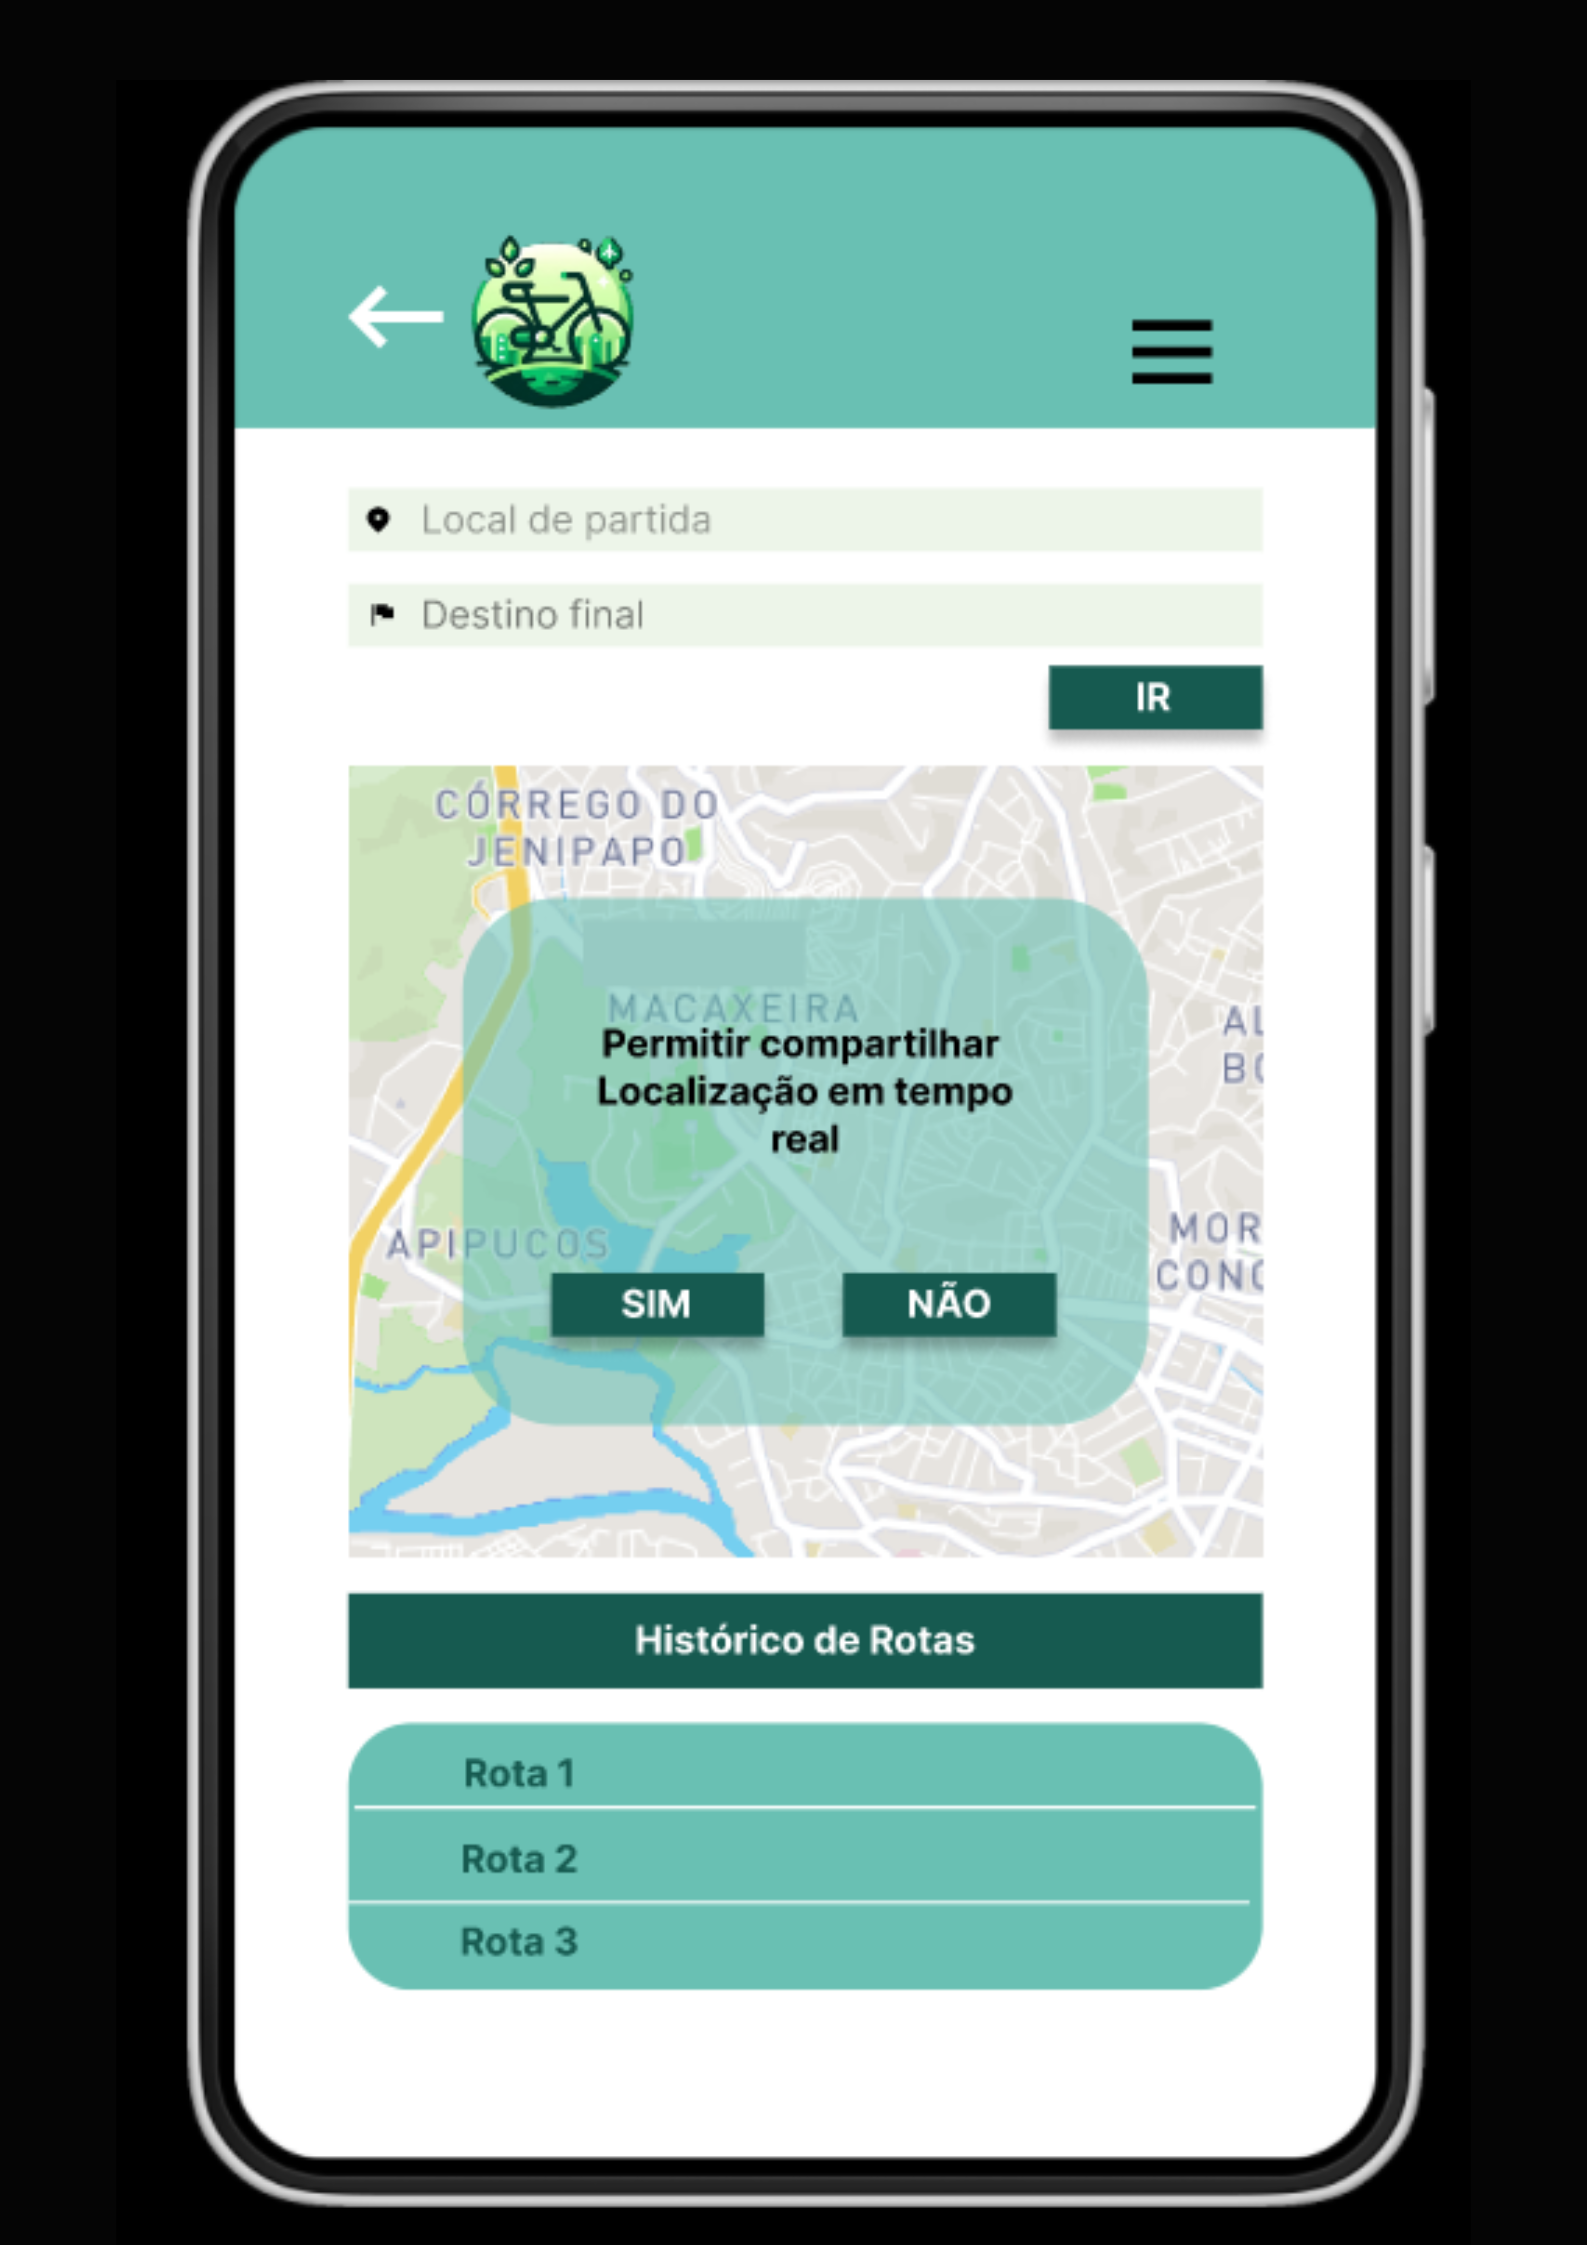 Local de partida
Destino final
IR
CÓRREGO DO
JENIPAPO
MACAXEIRA
Permitir compartilhar
Localização em tempo
real
AL
BO
APIPUCOS
MOR
CONC
SIM
NÃO
Histórico de Rotas
Rota 1
Rota 2
Rota 3